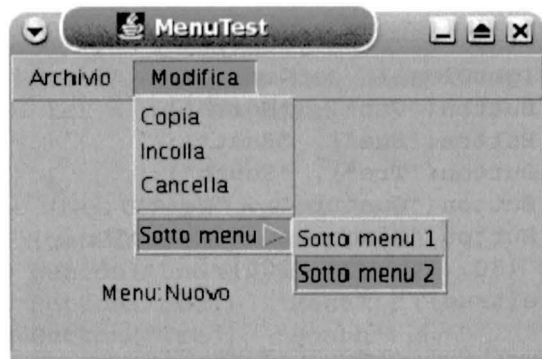 MenuTest
Archivio Modifica
Copia
Incolla
Cancella
Sotto menu Sotto menu 1
Sotto menu 2
Menu:Nuovo